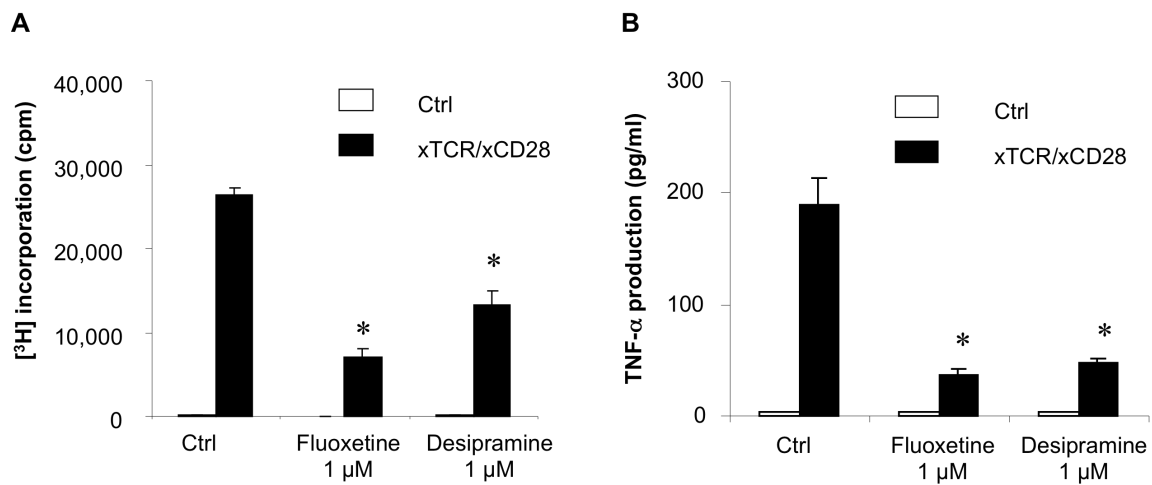 A
[³H] incorporation (cpm)
40,000
30,000
20,000
10,000
0
Ctrl
xTCR/xCD28
*
*
Ctrl
Fluoxetine
1 µM
Desipramine
1 µM
B
TNF-α production (pg/ml)
300
200
100
0
Ctrl
xTCR/xCD28
*
*
Ctrl
Fluoxetine
1 µM
Desipramine
1 µM